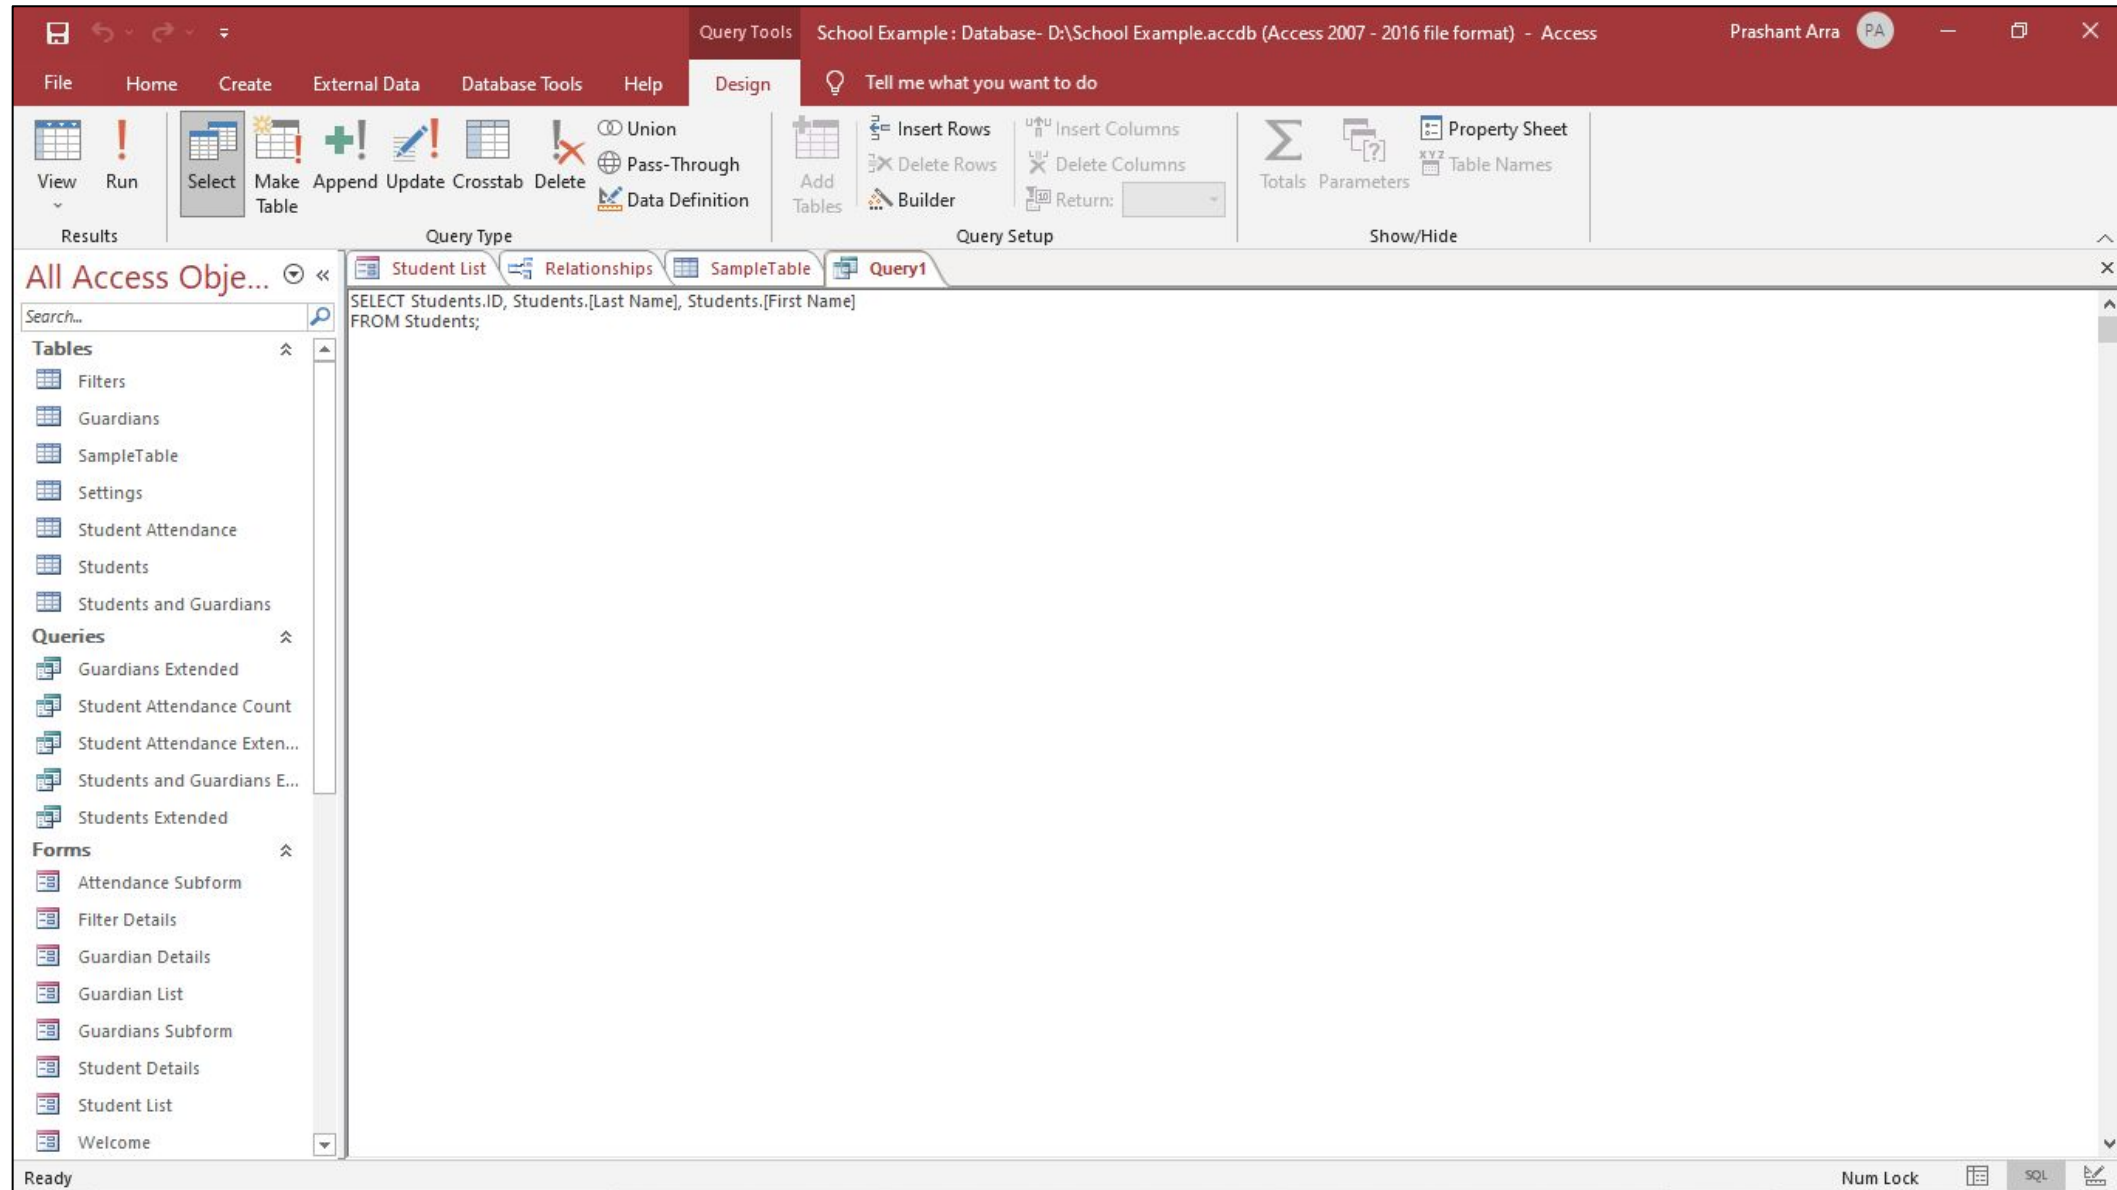 Query Tools
School Example : Database- D:\School Example.accdb (Access 2007 - 2016 file format) - Access
Prashant Arra
PA
File
Home
Create
External Data
Database Tools
Help
Design
Tell me what you want to do
View
Run
Results
Select
Make
Table
Append
Update
Crosstab
Delete
Union
Pass-Through
Data Definition
Query Type
Add
Tables
Insert Rows
Delete Rows
Builder
Insert Columns
Delete Columns
Return:
Query Setup
Totals
Parameters
Property Sheet
Table Names
Show/Hide
All Access Obje...
Search...
Tables
Filters
Guardians
SampleTable
Settings
Student Attendance
Students
Students and Guardians
Queries
Guardians Extended
Student Attendance Count
Student Attendance Exten...
Students and Guardians E...
Students Extended
Forms
Attendance Subform
Filter Details
Guardian Details
Guardian List
Guardians Subform
Student Details
Student List
Welcome
Student List
Relationships
SampleTable
Query1
SELECT Students.ID, Students.[Last Name], Students.[First Name]
FROM Students;
Ready
Num Lock
SQL